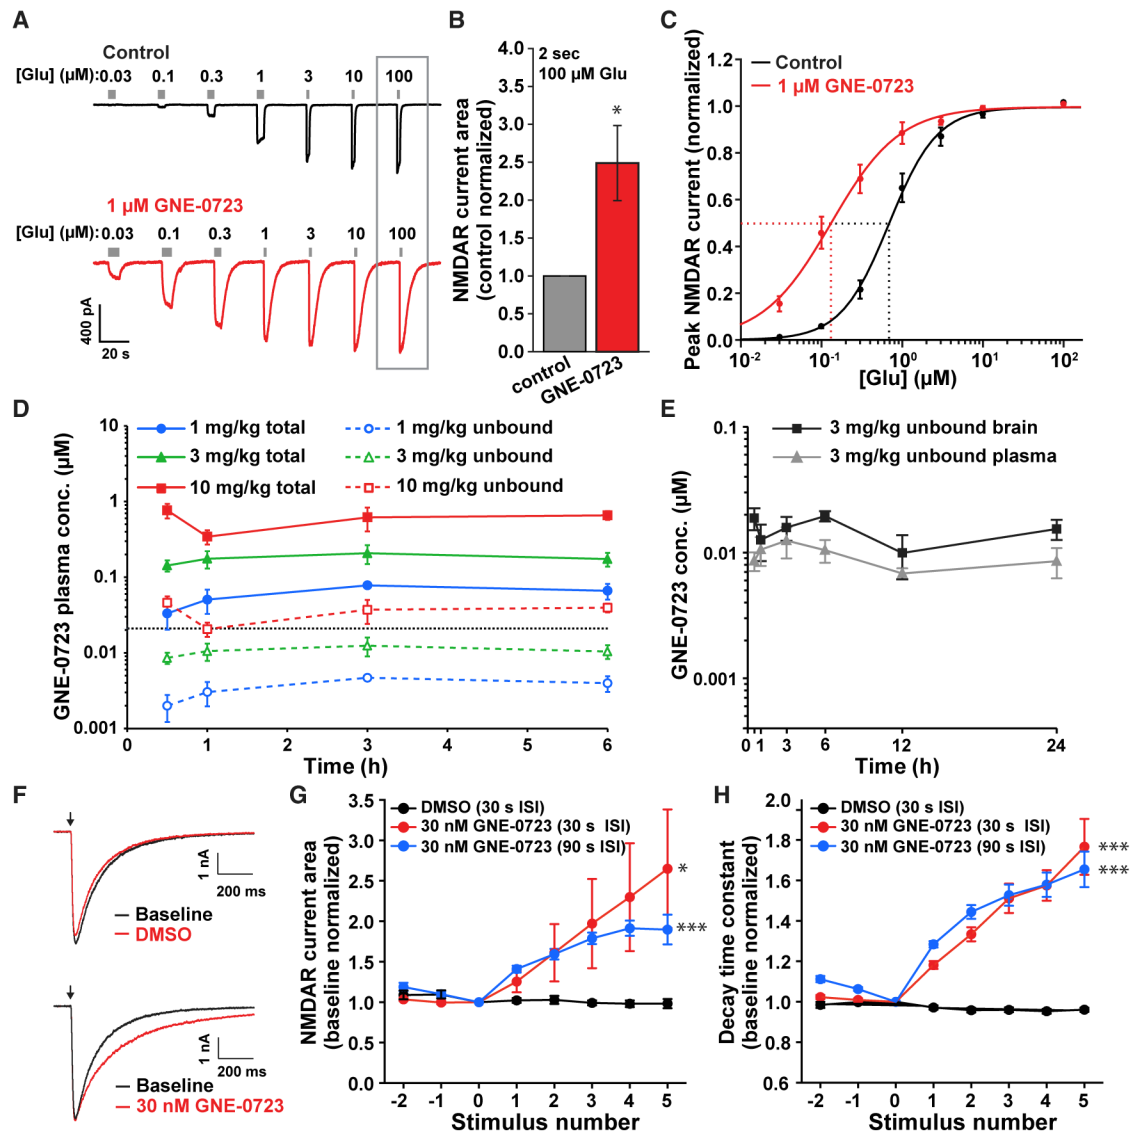 A
Control
[Glu] (µM): 0.03 0.1 0.3 1 3 10 100
1 µM GNE-0723
[Glu] (µM): 0.03 0.1 0.3 1 3 10 100
400 pA
20 s
B
NMDAR current area
(control normalized)
4.0
3.5
3.0
2.5
2.0
1.5
1.0
0.5
0.0
2 sec
100 µM Glu
*
control
GNE-0723
C
Peak NMDAR current (normalized)
1.2
1.0
0.8
0.6
0.4
0.2
0.0
Control
1 µM GNE-0723
10-2 10-1 100 101 102
[Glu] (µM)
D
GNE-0723 plasma conc. (µM)
10
1
0.1
0.01
0.001
1 mg/kg total
3 mg/kg total
10 mg/kg total
1 mg/kg unbound
3 mg/kg unbound
10 mg/kg unbound
0 1 2 3 4 5 6
Time (h)
E
GNE-0723 conc. (µM)
0.1
0.01
0.001
3 mg/kg unbound brain
3 mg/kg unbound plasma
0 1 3 6 12 24
Time (h)
F
1 nA
200 ms
Baseline
DMSO
1 nA
200 ms
Baseline
30 nM GNE-0723
G
NMDAR current area
(baseline normalized)
3.5
3.0
2.5
2.0
1.5
1.0
0.5
0.0
DMSO (30 s ISI)
30 nM GNE-0723 (30 s ISI)
30 nM GNE-0723 (90 s ISI)
*
***
-2 -1 0 1 2 3 4 5
Stimulus number
H
Decay time constant
(baseline normalized)
2.0
1.8
1.6
1.4
1.2
1.0
0.8
0.6
DMSO (30 s ISI)
30 nM GNE-0723 (30 s ISI)
30 nM GNE-0723 (90 s ISI)
***
***
-2 -1 0 1 2 3 4 5
Stimulus number